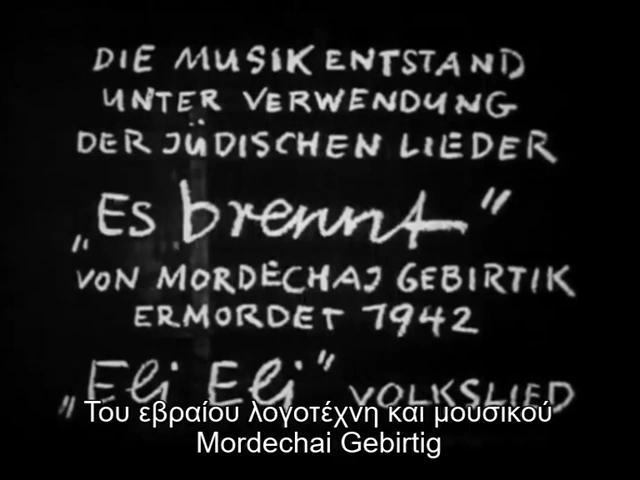 DIE MUSIK ENTSTAND
UNTER VERWENDUNG
DER JÜDISCHEN LIEDER
„ES brennt"
VON MORDECHAJ GEBIRTIK
ERMORDET 1942
„Eli Eli" VOLKSLIED
Του εβραίου λογοτέχνη και μουσικού
Mordechai Gebirtig